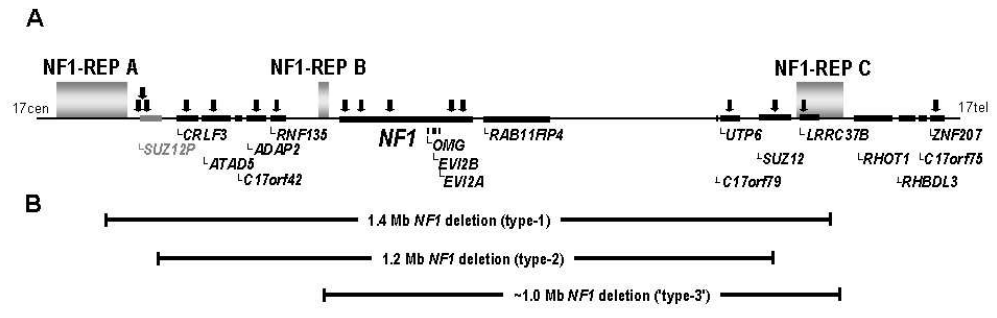 A
NF1-REP A
NF1-REP B
NF1-REP C
17cen
17tel
CRLF3
RNF135
NF1
OMG
RAB11FIP4
UTP6
LRRC37B
ZNF207
SUZ12P
ADAP2
EVI2B
SUZ12
RHOT1
C17orf75
ATAD5
C17orf42
EVI2A
C17orf79
RHBDL3
B
1.4 Mb NF1 deletion (type-1)
1.2 Mb NF1 deletion (type-2)
~1.0 Mb NF1 deletion ('type-3')